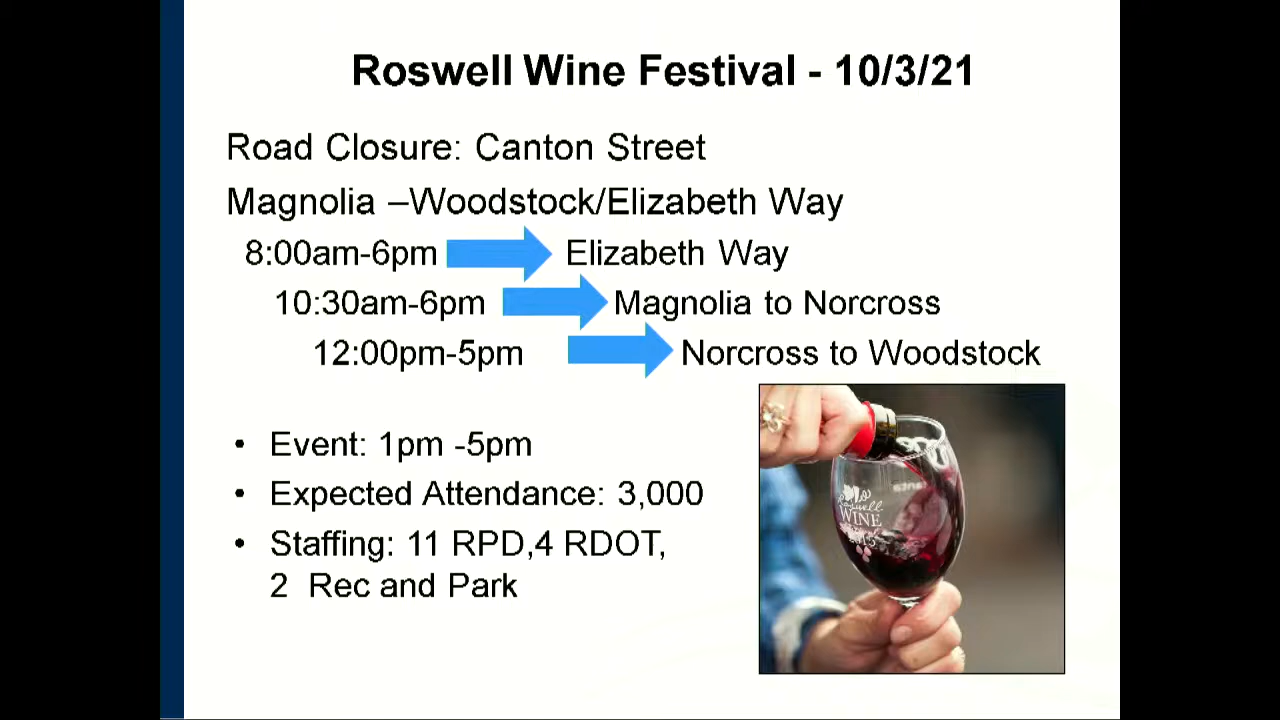 Roswell Wine Festival - 10/3/21
Road Closure: Canton Street
Magnolia –Woodstock/Elizabeth Way
8:00am-6pm Elizabeth Way
10:30am-6pm Magnolia to Norcross
12:00pm-5pm Norcross to Woodstock
• Event: 1pm -5pm
• Expected Attendance: 3,000
• Staffing: 11 RPD,4 RDOT,
2 Rec and Park
Roswell
WINE